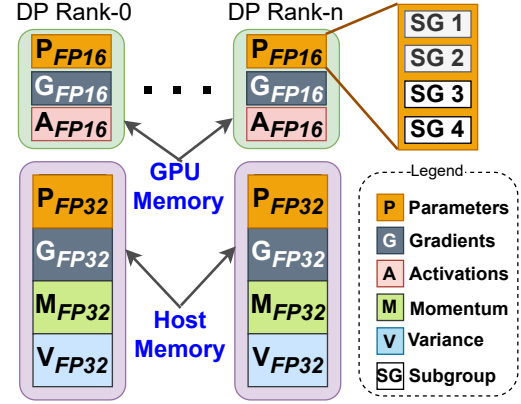 DP Rank-0
DP Rank-n
P FP16
G FP16
A FP16
. . .
P FP16
G FP16
A FP16
SG 1
SG 2
SG 3
SG 4
GPU
Memory
P FP32
G FP32
M FP32
V FP32
P FP32
G FP32
M FP32
V FP32
Host
Memory
Legend
P Parameters
G Gradients
A Activations
M Momentum
V Variance
SG Subgroup